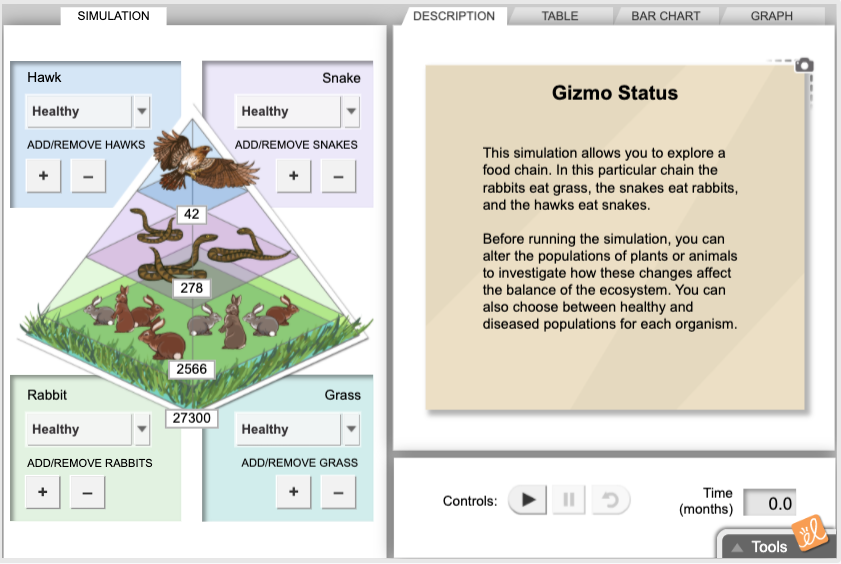 SIMULATION
DESCRIPTION
TABLE
BAR CHART
GRAPH
Hawk
Healthy
ADD/REMOVE HAWKS
+
–
Snake
Healthy
ADD/REMOVE SNAKES
+
–
42
278
2566
27300
Rabbit
Healthy
ADD/REMOVE RABBITS
+
–
Grass
Healthy
ADD/REMOVE GRASS
+
–
Gizmo Status
This simulation allows you to explore a
food chain. In this particular chain the
rabbits eat grass, the snakes eat rabbits,
and the hawks eat snakes.
Before running the simulation, you can
alter the populations of plants or animals
to investigate how these changes affect
the balance of the ecosystem. You can
also choose between healthy and
diseased populations for each organism.
Controls:
Time
(months)
0.0
Tools
el